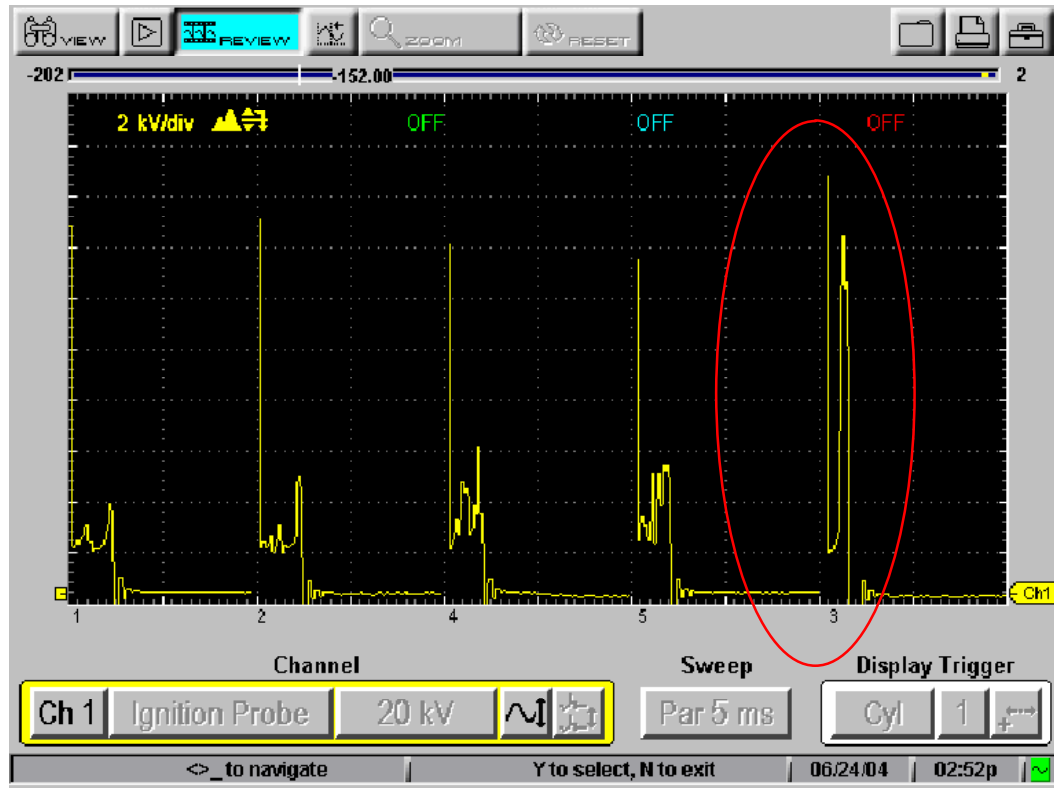 VIEW REVIEW ZOOM RESET
-202 -152.00 2
2 kV/div OFF OFF OFF
Ch1
1 2 4 5 3
Channel Sweep Display Trigger
Ch 1 Ignition Probe 20 kV Par 5 ms Cyl 1
<>_ to navigate Y to select, N to exit 06/24/04 02:52p